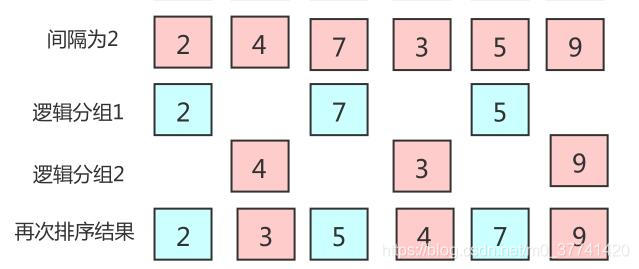 间隔为2 2 4 7 3 5 9
逻辑分组1 2 7 5
逻辑分组2 4 3 9
再次排序结果 2 3 5 4 7 9
https://blog.csdn.net/m0_37741420